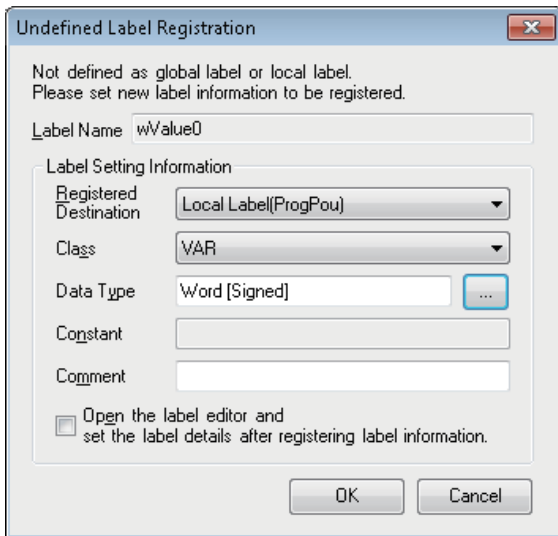 Undefined Label Registration
Not defined as global label or local label.
Please set new label information to be registered.
Label Name wValue0
Label Setting Information
Registered
Destination
Local Label(ProgPou)
Class VAR
Data Type Word [Signed] ...
Constant
Comment
Open the label editor and
set the label details after registering label information.
OK Cancel